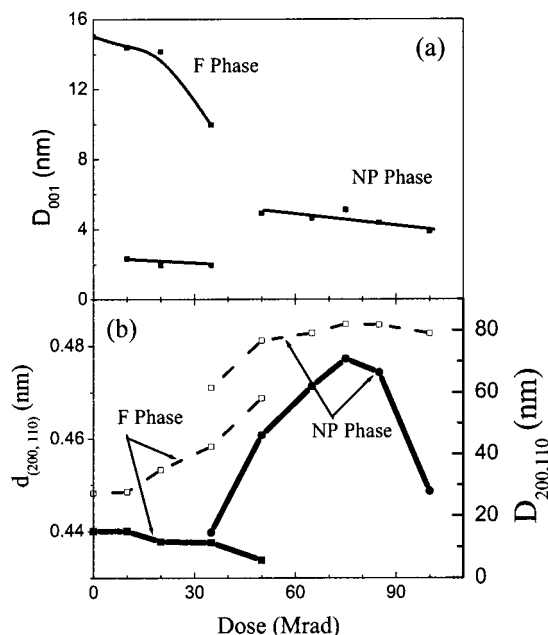 16
(a)
F Phase
12
D001 (nm)
8
NP Phase
4
0
(b)
0.48
80
F Phase
d(200, 110) (nm)
60
0.46
NP Phase
40
D200,110 (nm)
0.44
20
0
0 30 60 90
Dose (Mrad)